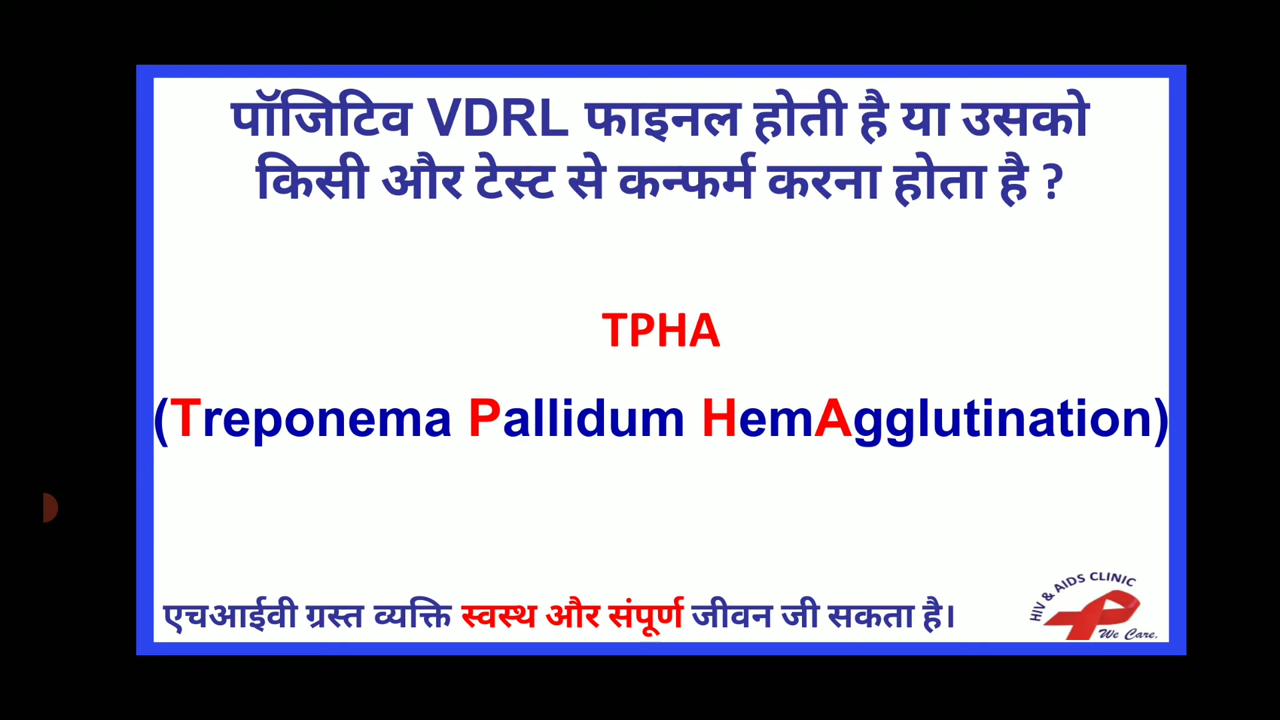 पॉजिटिव VDRL फाइनल होती है या उसको
किसी और टेस्ट से कन्फर्म करना होता है ?
TPHA
(Treponema Pallidum HemAgglutination)
एचआईवी ग्रस्त व्यक्ति स्वस्थ और संपूर्ण जीवन जी सकता है।
HIV & AIDS CLINIC
We Care.